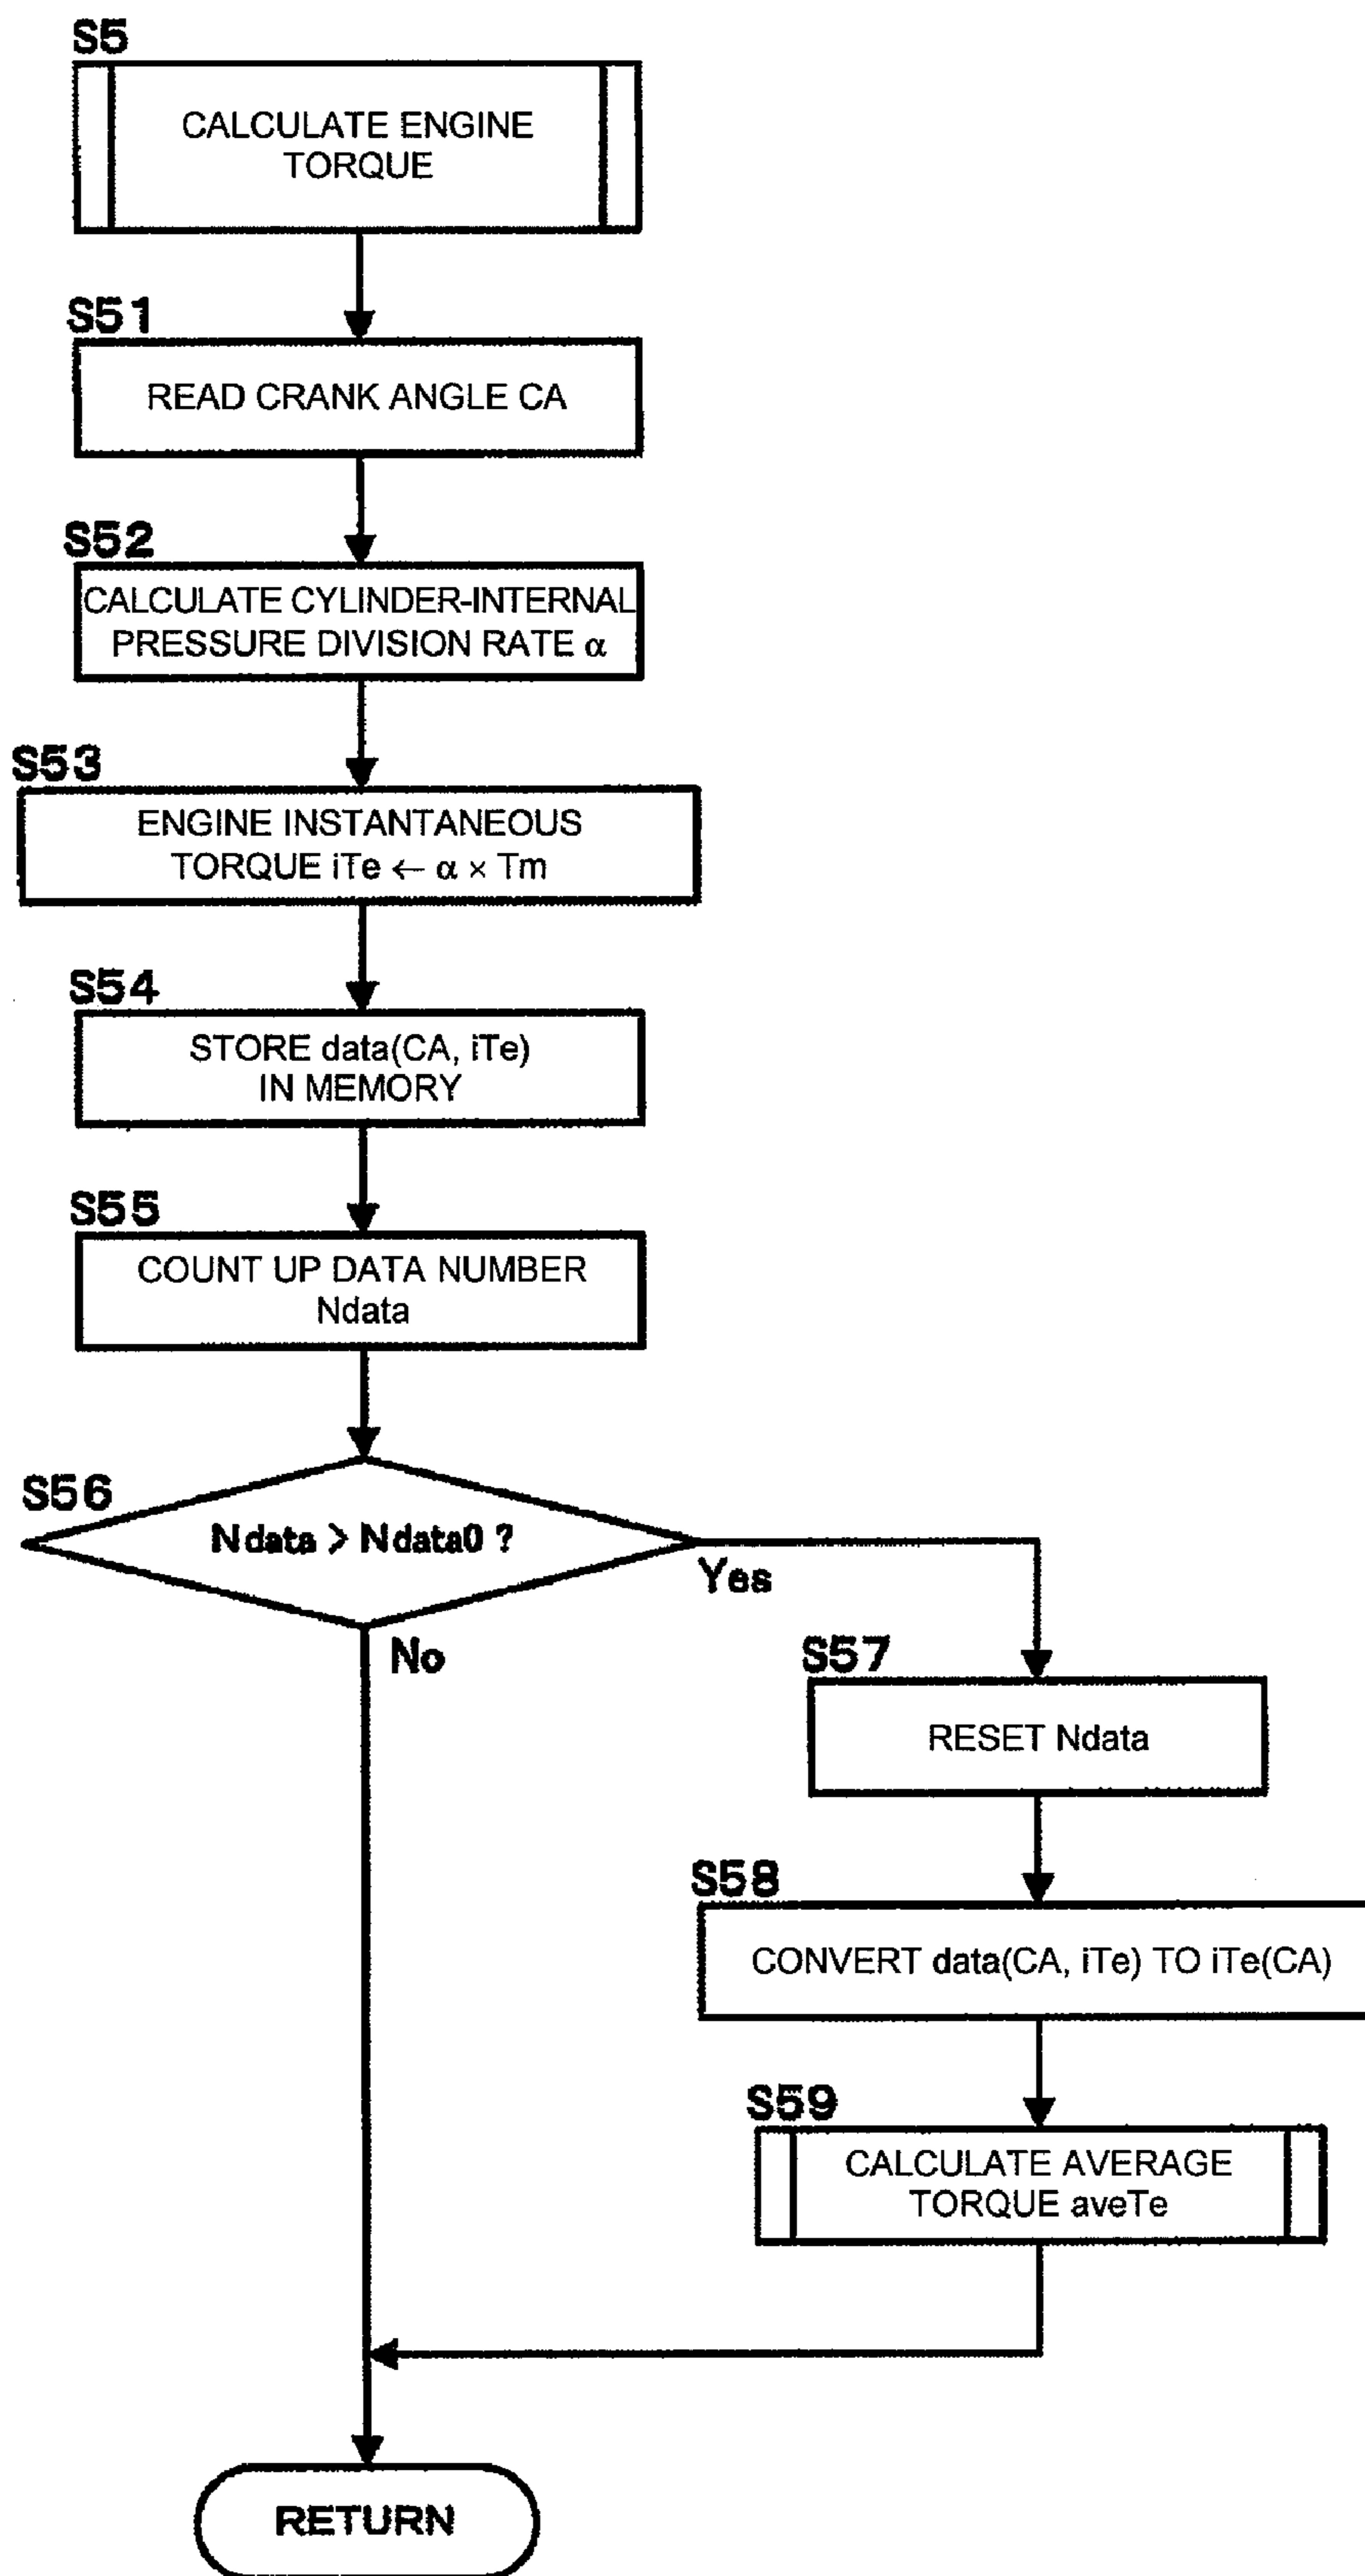 S5
CALCULATE ENGINE
TORQUE
S51
READ CRANK ANGLE CA
S52
CALCULATE CYLINDER-INTERNAL
PRESSURE DIVISION RATE α
S53
ENGINE INSTANTANEOUS
TORQUE iTe ← α × Tm
S54
STORE data(CA, iTe)
IN MEMORY
S55
COUNT UP DATA NUMBER
Ndata
S56
Ndata > Ndata0 ?
Yes
No
S57
RESET Ndata
S58
CONVERT data(CA, iTe) TO iTe(CA)
S59
CALCULATE AVERAGE
TORQUE aveTe
RETURN